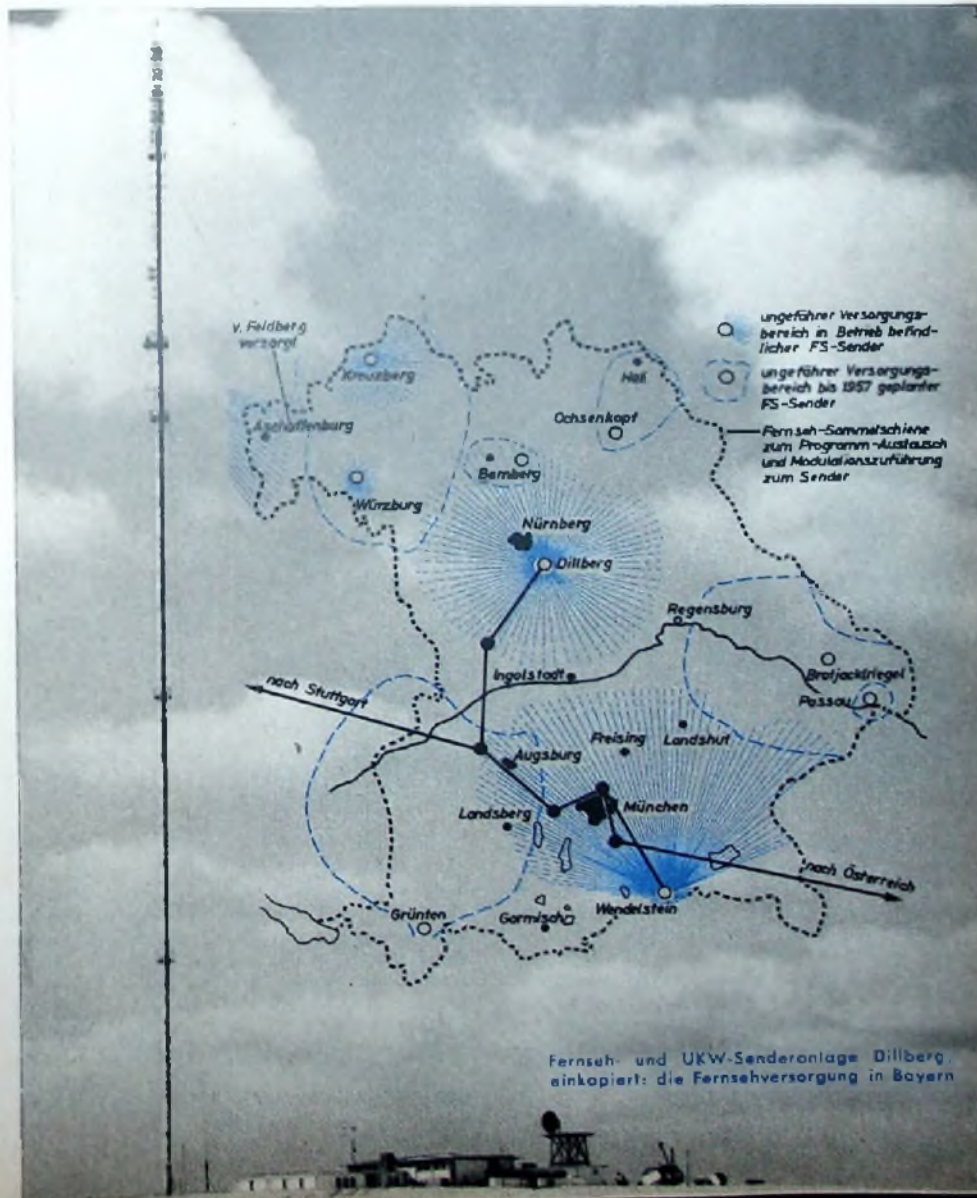 v. Feldberg
versorgt
Kreuzberg
Aschaffenburg
Würzburg
Hof
Ochsenkopf
Bamberg
Nürnberg
Dillberg
ungefährer Versorgungs-
bereich in Betrieb befind-
licher FS-Sender
ungefährer Versorgungs-
bereich bis 1957 geplanter
FS-Sender
Fernseh-Sammelschiene
zum Programm-Austausch
und Modulationszuführung
zum Sender
Regensburg
Ingolstadt
Brotjacklriegel
Passau
nach Stuttgart
Augsburg
Freising
Landshut
Landsberg
München
nach Österreich
Grünten
Garmisch
Wendelstein
Fernseh- und UKW-Senderanlage Dillberg,
einkopiert: die Fernsehversorgung in Bayern